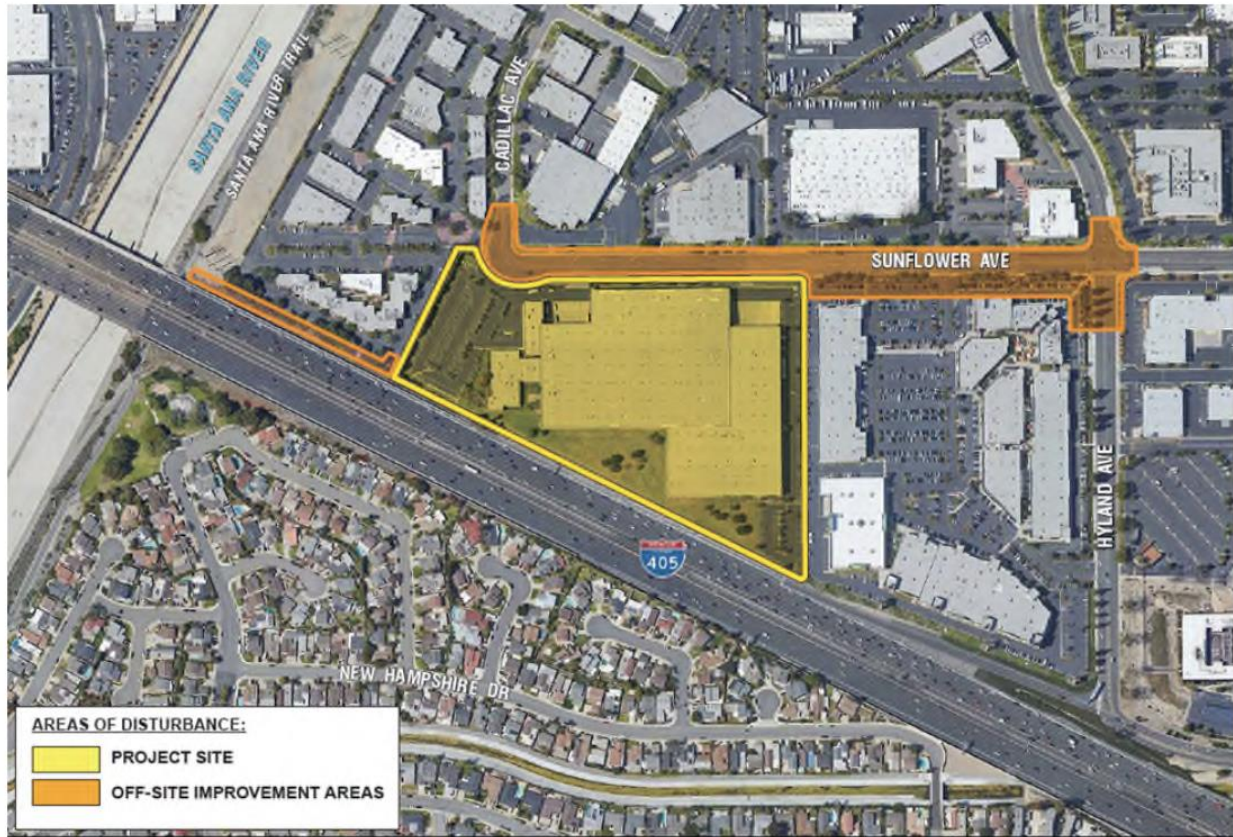 SANTA ANA RIVER
SANTA ANA RIVER TRAIL
CADILLAC AVE
SUNFLOWER AVE
HYLAND AVE
405
NEW HAMPSHIRE DR
AREAS OF DISTURBANCE:
PROJECT SITE
OFF-SITE IMPROVEMENT AREAS